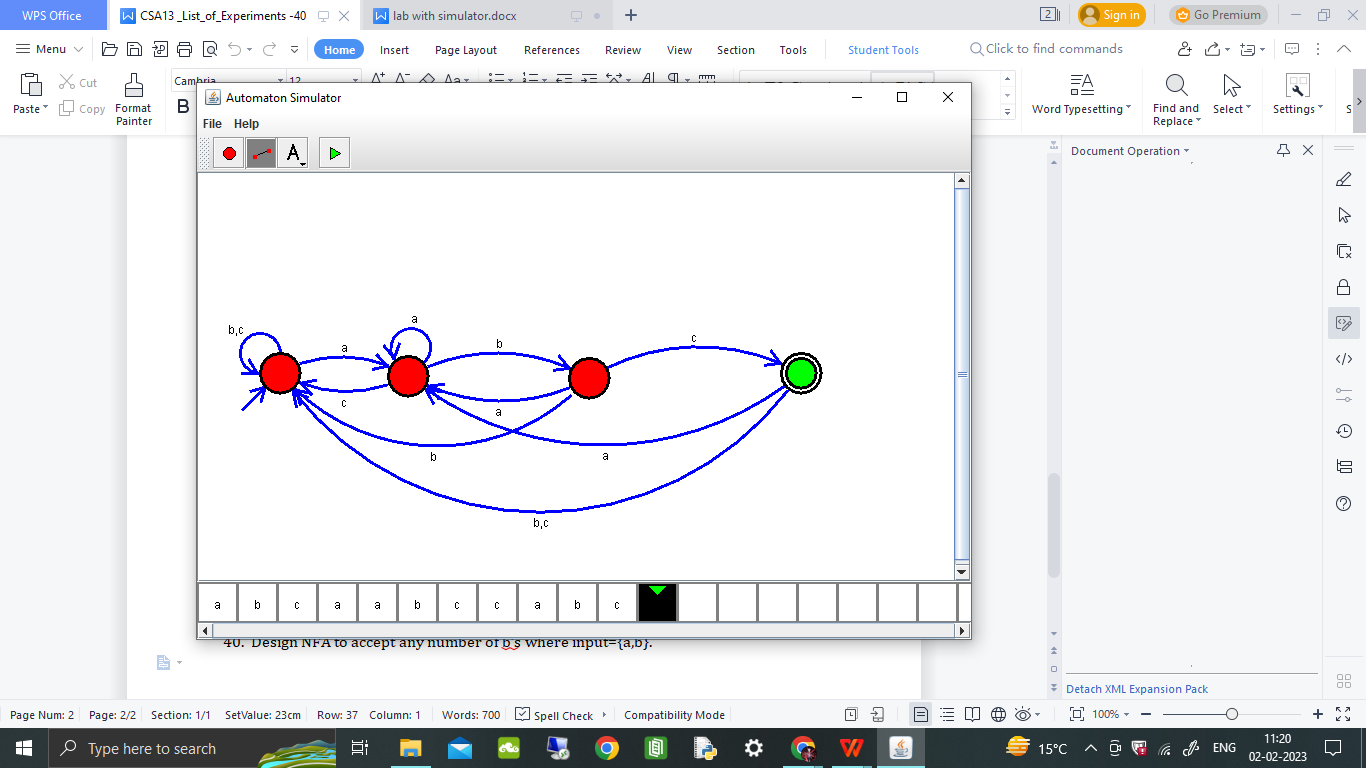 WPS Office
CSA13 _List_of_Experiments -40
lab with simulator.docx
2
Sign in
Go Premium
Menu
Home
Insert
Page Layout
References
Review
View
Section
Tools
Student Tools
Click to find commands
Paste
Cut
Copy
Format
Painter
Cambria
12
B
Word Typesetting
Find and
Replace
Select
Settings
Automaton Simulator
File Help
A
Document Operation
b,c
a
a
c
b
a
c
b
a
b,c
a b c a a b c c a b c
40. Design NFA to accept any number of b's where input={a,b}.
Detach XML Expansion Pack
Page Num: 2 Page: 2/2 Section: 1/1 SetValue: 23cm Row: 37 Column: 1 Words: 700 Spell Check Compatibility Mode
100%
Type here to search
15°C
ENG
11:20
02-02-2023